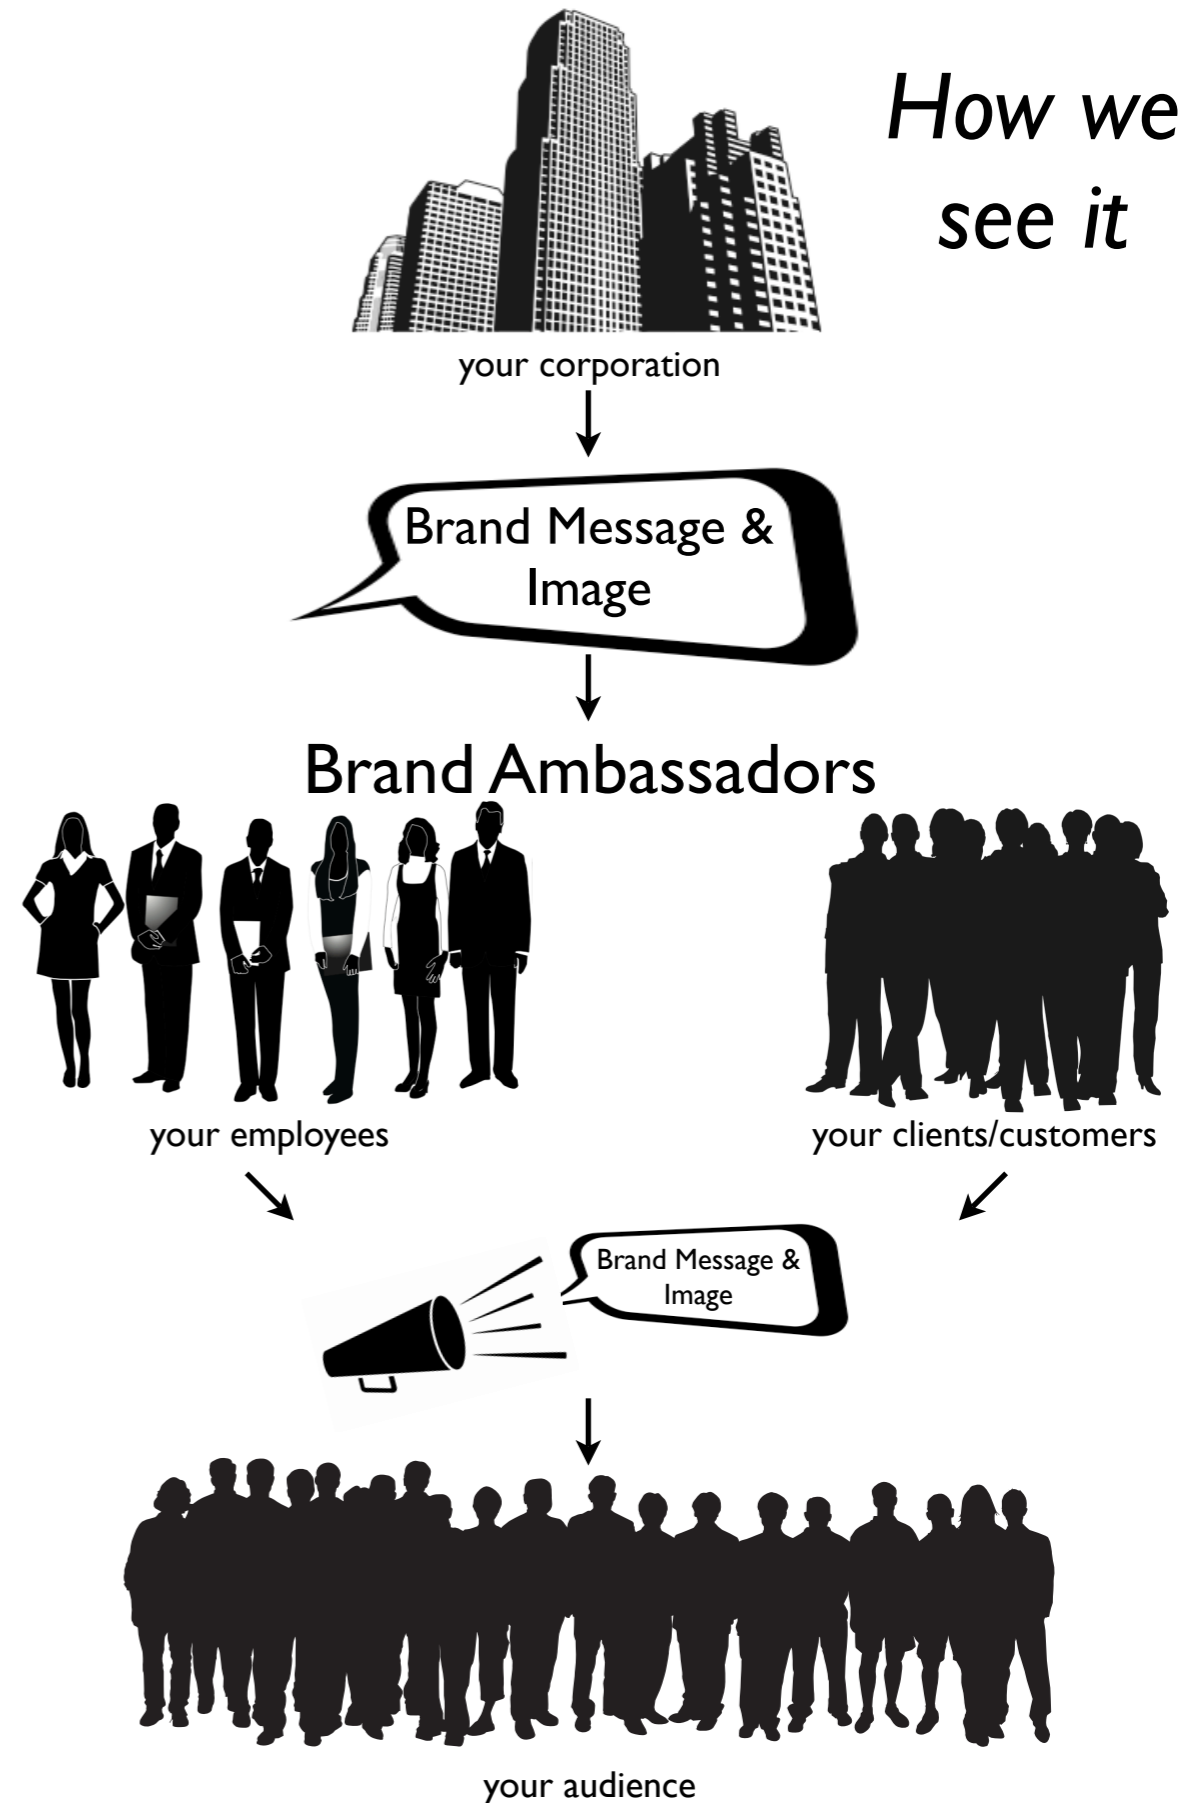 How we
see it
your corporation
Brand Message &
Image
Brand Ambassadors
your employees
your clients/customers
Brand Message &
Image
your audience